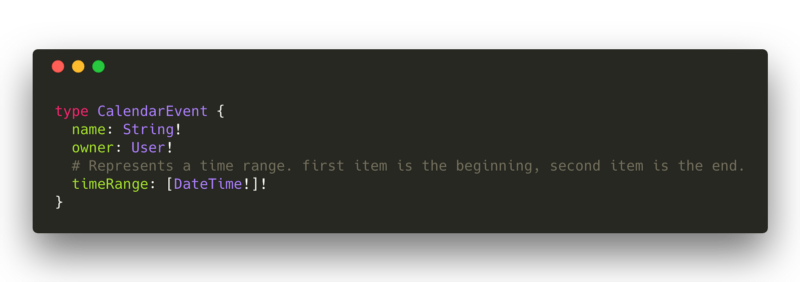 type CalendarEvent {
  name: String!
  owner: User!
  # Represents a time range. first item is the beginning, second item is the end.
  timeRange: [DateTime!]!
}